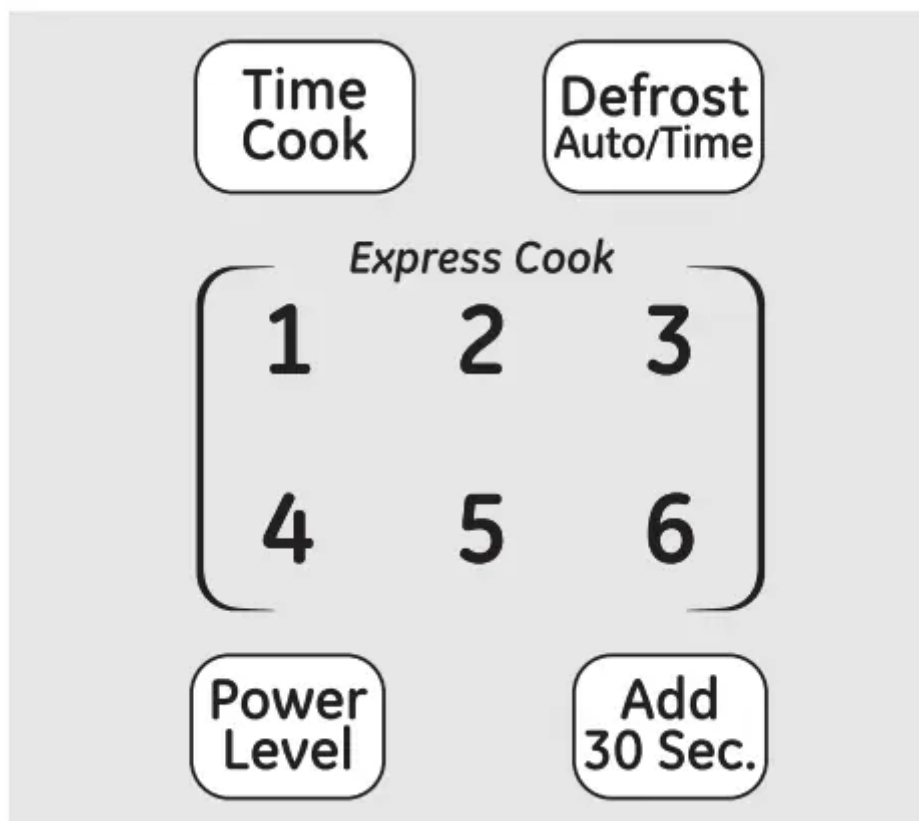 Time
Cook
Defrost
Auto/Time
Express Cook
1 2 3
4 5 6
Power
Level
Add
30 Sec.